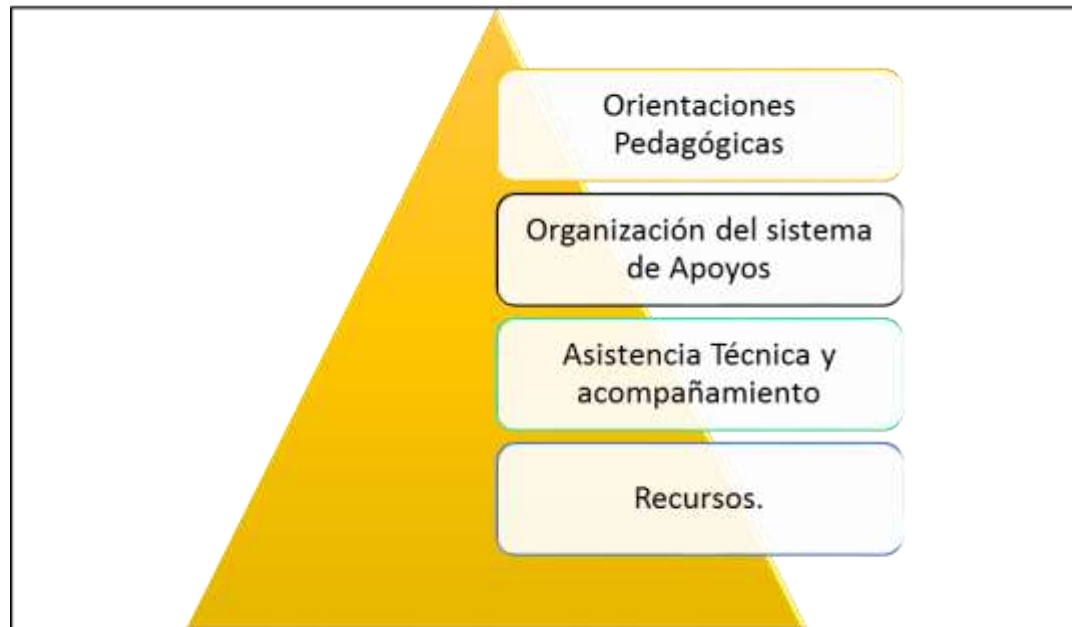 Orientaciones
Pedagógicas
Organización del sistema
de Apoyos
Asistencia Técnica y
acompañamiento
Recursos.